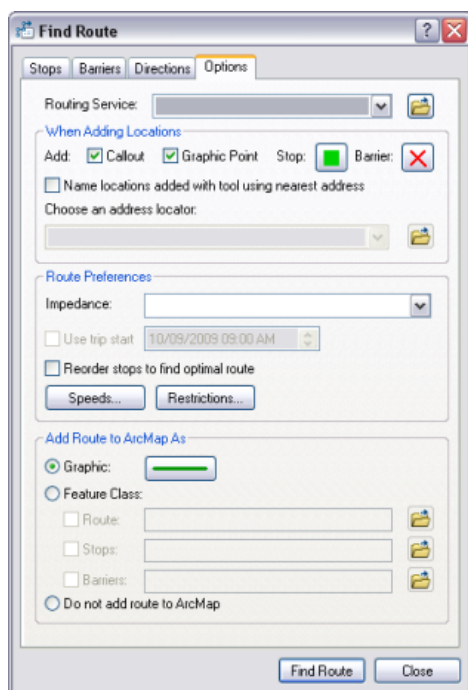 Find Route
Stops Barriers Directions Options
Routing Service:
When Adding Locations
Add: Callout Graphic Point Stop: Barrier:
Name locations added with tool using nearest address
Choose an address locator:
Route Preferences
Impedance:
Use trip start 10/09/2009 09:00 AM
Reorder stops to find optimal route
Speeds... Restrictions...
Add Route to ArcMap As
Graphic:
Feature Class:
Route:
Stops:
Barriers:
Do not add route to ArcMap
Find Route Close